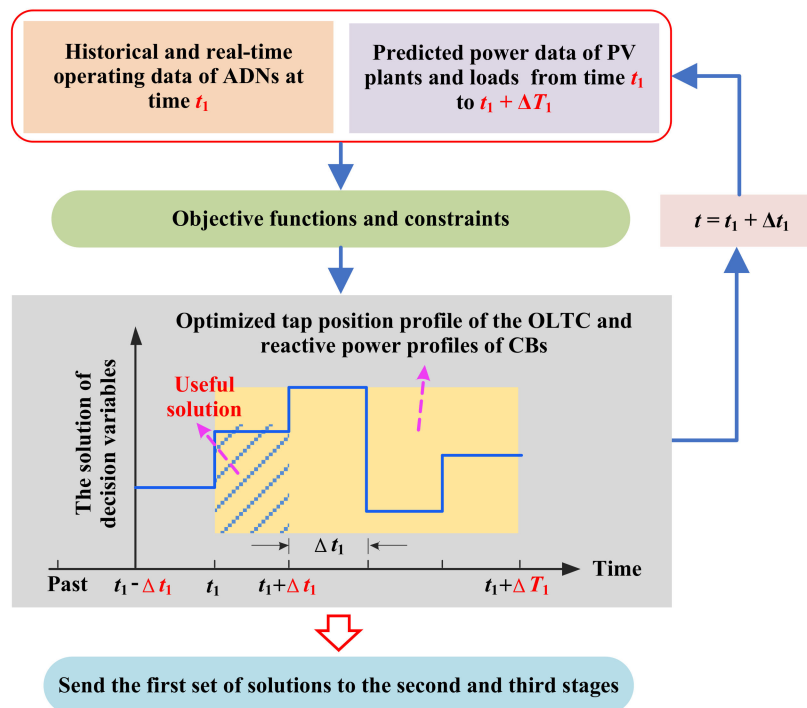 Historical and real-time
operating data of ADNs at
time t₁
Predicted power data of PV
plants and loads from time t₁
to t₁ + ΔT₁
Objective functions and constraints
t = t₁ + Δt₁
Optimized tap position profile of the OLTC and
reactive power profiles of CBs
Useful
solution
The solution of
decision variables
Δ t₁
Past
t₁ - Δ t₁
t₁
t₁+ Δ t₁
t₁+ Δ T₁
Time
Send the first set of solutions to the second and third stages